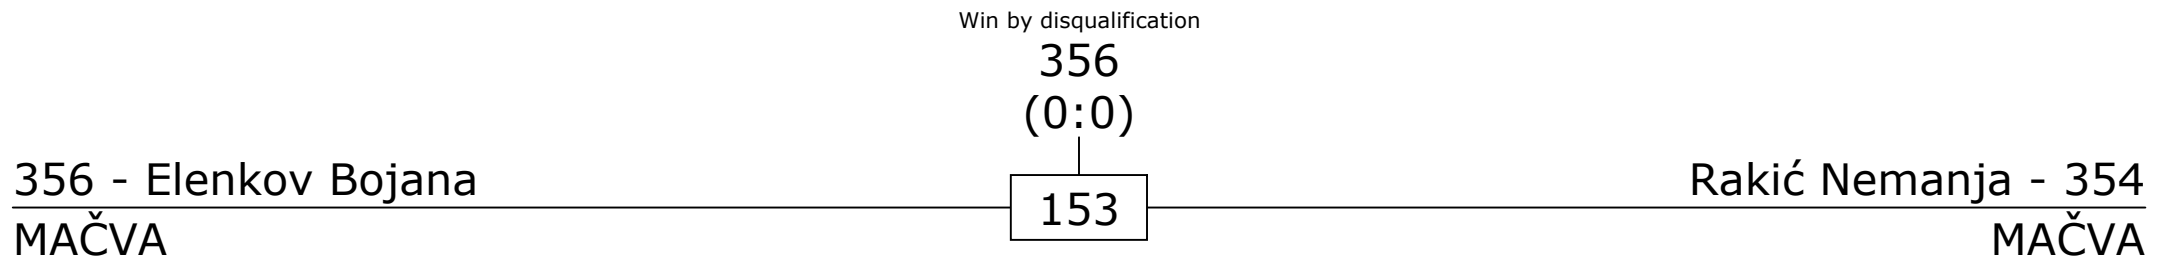 Win by disqualification
356
(0:0)
356 - Elenkov Bojana
Rakić Nemanja - 354
153
MAČVA
MAČVA